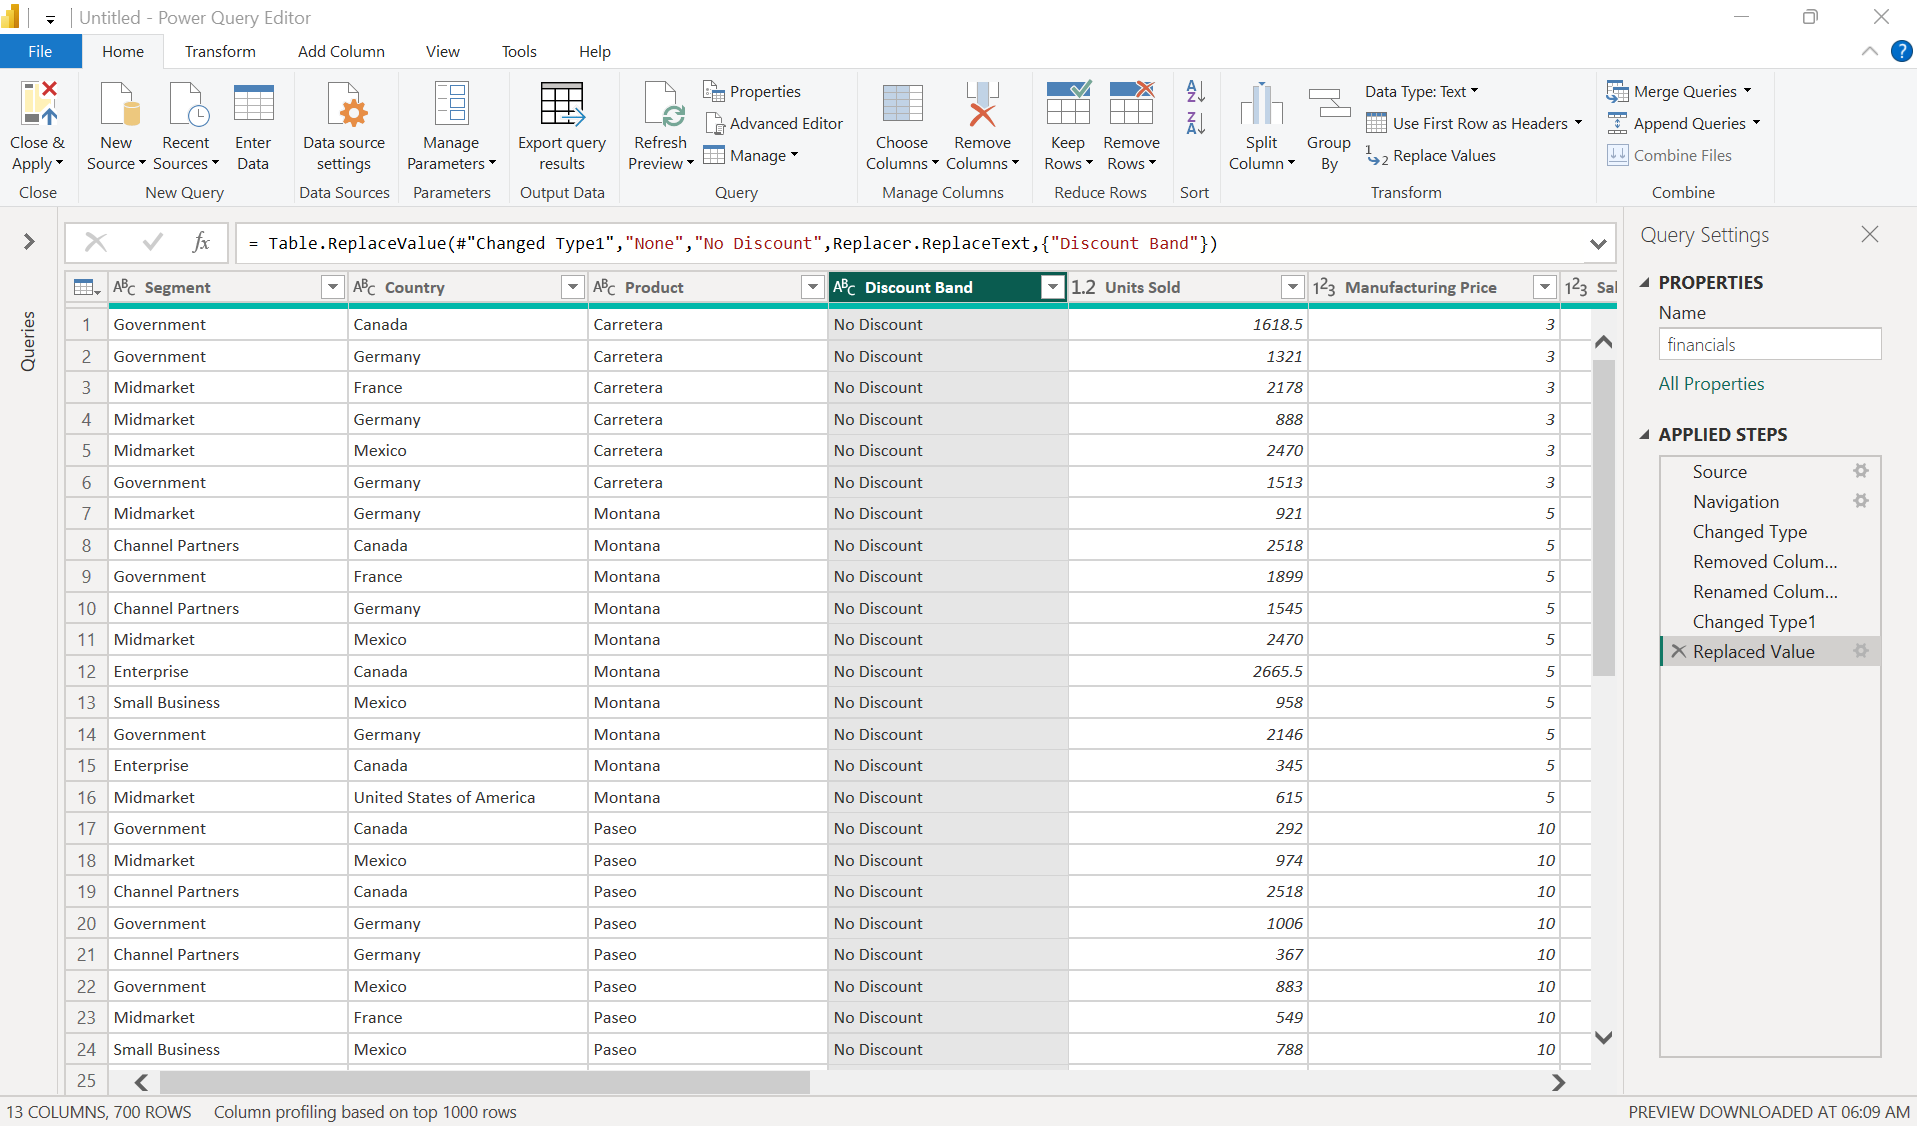 Untitled - Power Query Editor
File Home Transform Add Column View Tools Help
Close & Apply
Close
New Source
Recent Sources
Enter Data
New Query
Data source settings
Data Sources
Manage Parameters
Parameters
Export query results
Output Data
Refresh Preview
Properties
Advanced Editor
Manage
Query
Choose Columns
Remove Columns
Manage Columns
Keep Rows
Remove Rows
Reduce Rows
Sort
Split Column
Group By
Data Type: Text
Use First Row as Headers
Replace Values
Transform
Merge Queries
Append Queries
Combine Files
Combine
= Table.ReplaceValue(#"Changed Type1","None","No Discount",Replacer.ReplaceText,{"Discount Band"})
Queries
ABC Segment ABC Country ABC Product ABC Discount Band 1.2 Units Sold 123 Manufacturing Price 123 Sal
1 Government Canada Carretera No Discount 1618.5 3
2 Government Germany Carretera No Discount 1321 3
3 Midmarket France Carretera No Discount 2178 3
4 Midmarket Germany Carretera No Discount 888 3
5 Midmarket Mexico Carretera No Discount 2470 3
6 Government Germany Carretera No Discount 1513 3
7 Midmarket Germany Montana No Discount 921 5
8 Channel Partners Canada Montana No Discount 2518 5
9 Government France Montana No Discount 1899 5
10 Channel Partners Germany Montana No Discount 1545 5
11 Midmarket Mexico Montana No Discount 2470 5
12 Enterprise Canada Montana No Discount 2665.5 5
13 Small Business Mexico Montana No Discount 958 5
14 Government Germany Montana No Discount 2146 5
15 Enterprise Canada Montana No Discount 345 5
16 Midmarket United States of America Montana No Discount 615 5
17 Government Canada Paseo No Discount 292 10
18 Midmarket Mexico Paseo No Discount 974 10
19 Channel Partners Canada Paseo No Discount 2518 10
20 Government Germany Paseo No Discount 1006 10
21 Channel Partners Germany Paseo No Discount 367 10
22 Government Mexico Paseo No Discount 883 10
23 Midmarket France Paseo No Discount 549 10
24 Small Business Mexico Paseo No Discount 788 10
25
Query Settings
PROPERTIES
Name
financials
All Properties
APPLIED STEPS
Source
Navigation
Changed Type
Removed Colum...
Renamed Colum...
Changed Type1
Replaced Value
13 COLUMNS, 700 ROWS Column profiling based on top 1000 rows
PREVIEW DOWNLOADED AT 06:09 AM